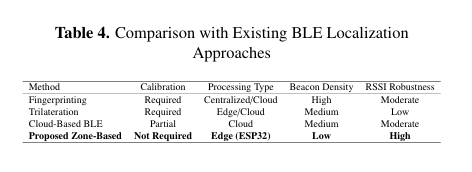 Table 4. Comparison with Existing BLE Localization
Approaches
Method Calibration Processing Type Beacon Density RSSI Robustness
Fingerprinting Required Centralized/Cloud High Moderate
Trilateration Required Edge/Cloud Medium Low
Cloud-Based BLE Partial Cloud Medium Moderate
Proposed Zone-Based Not Required Edge (ESP32) Low High